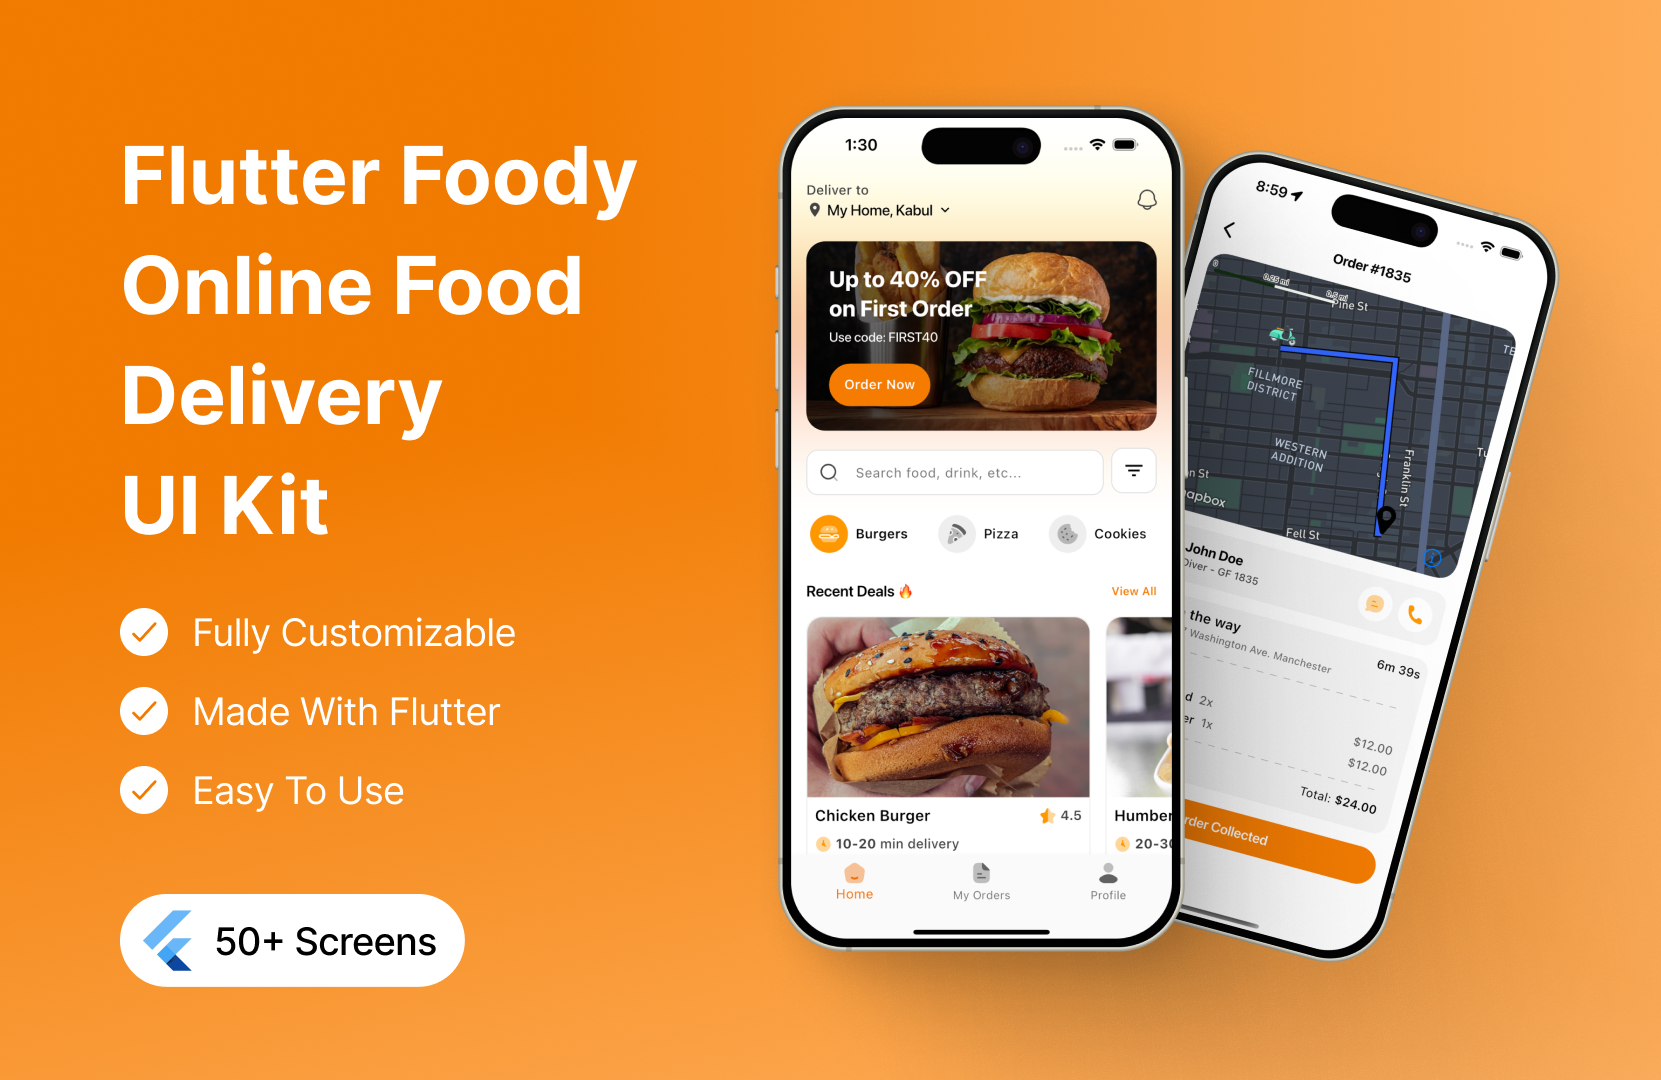 Flutter Foody
Online Food
Delivery
UI Kit
Fully Customizable
Made With Flutter
Easy To Use
50+ Screens
1:30
Deliver to
My Home, Kabul
Up to 40% OFF
on First Order
Use code: FIRST40
Order Now
Search food, drink, etc...
Burgers
Pizza
Cookies
Recent Deals
View All
Chicken Burger
4.5
10-20 min delivery
Humber
20-30
Home
My Orders
Profile
8:59
Order #1835
0
0.25 mi
0.5 mi
Pine St
FILLMORE
DISTRICT
WESTERN
ADDITION
Franklin St
Fell St
n St
apbox
John Doe
Diver - GF 1835
the way
Washington Ave. Manchester
6m 39s
d 2x
$12.00
er 1x
$12.00
Total: $24.00
rder Collected